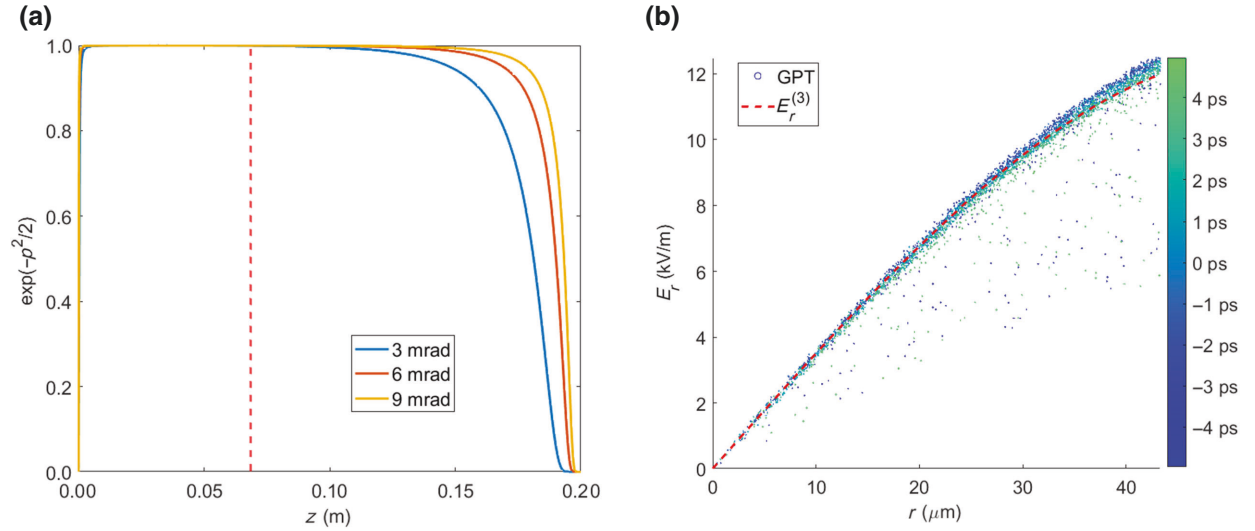 (a)
1.0
0.8
0.6
0.4
0.2
0.0
exp(−p²/2)
3 mrad
6 mrad
9 mrad
0.00
0.05
0.10
0.15
0.20
z (m)
(b)
12
10
8
6
4
2
0
E_r (kV/m)
GPT
E_r^(3)
0
10
20
30
40
r (μm)
4 ps
3 ps
2 ps
1 ps
0 ps
−1 ps
−2 ps
−3 ps
−4 ps